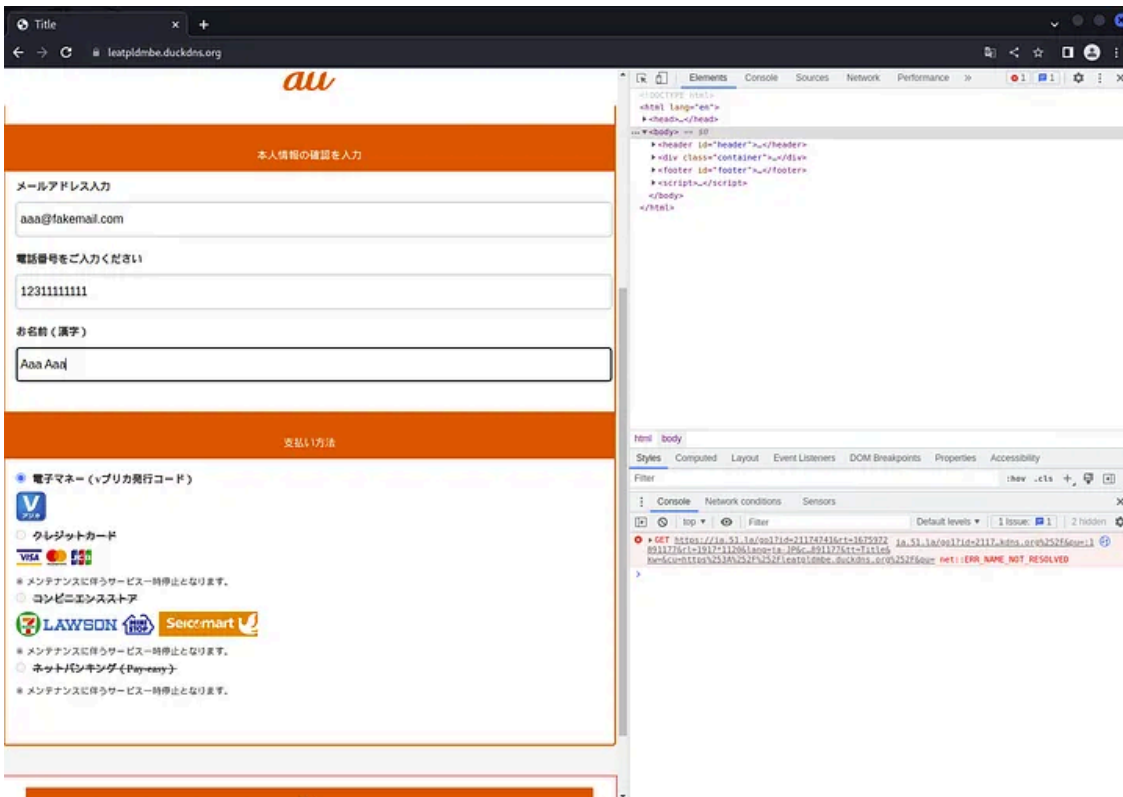 Title
leatpldmbe.duckdns.org
au
本人情報の確認を入力
メールアドレス入力
aaa@fakemail.com
電話番号をご入力ください
12311111111
お名前(漢字)
Aaa Aaa
支払い方法
電子マネー(vプリカ発行コード)
V
プリカ
クレジットカード
VISA JCB
※ メンテナンスに伴うサービス一時停止となります。
コンビニエンスストア
7 LAWSON MINI STOP Seicomart
※ メンテナンスに伴うサービス一時停止となります。
ネットバンキング(Pay-easy)
※ メンテナンスに伴うサービス一時停止となります。
Elements Console Sources Network Performance » 1 1
<!DOCTYPE html>
<html lang="en">
<head>…</head>
<body> == $0
<header id="header">…</header>
<div class="container">…</div>
<footer id="footer">…</footer>
<script>…</script>
</body>
</html>
html body
Styles Computed Layout Event Listeners DOM Breakpoints Properties Accessibility
Filter :hov .cls +
Console Network conditions Sensors
top ▾ Filter Default levels ▾ 1 Issue: 1 2 hidden
GET
net::ERR_NAME_NOT_RESOLVED